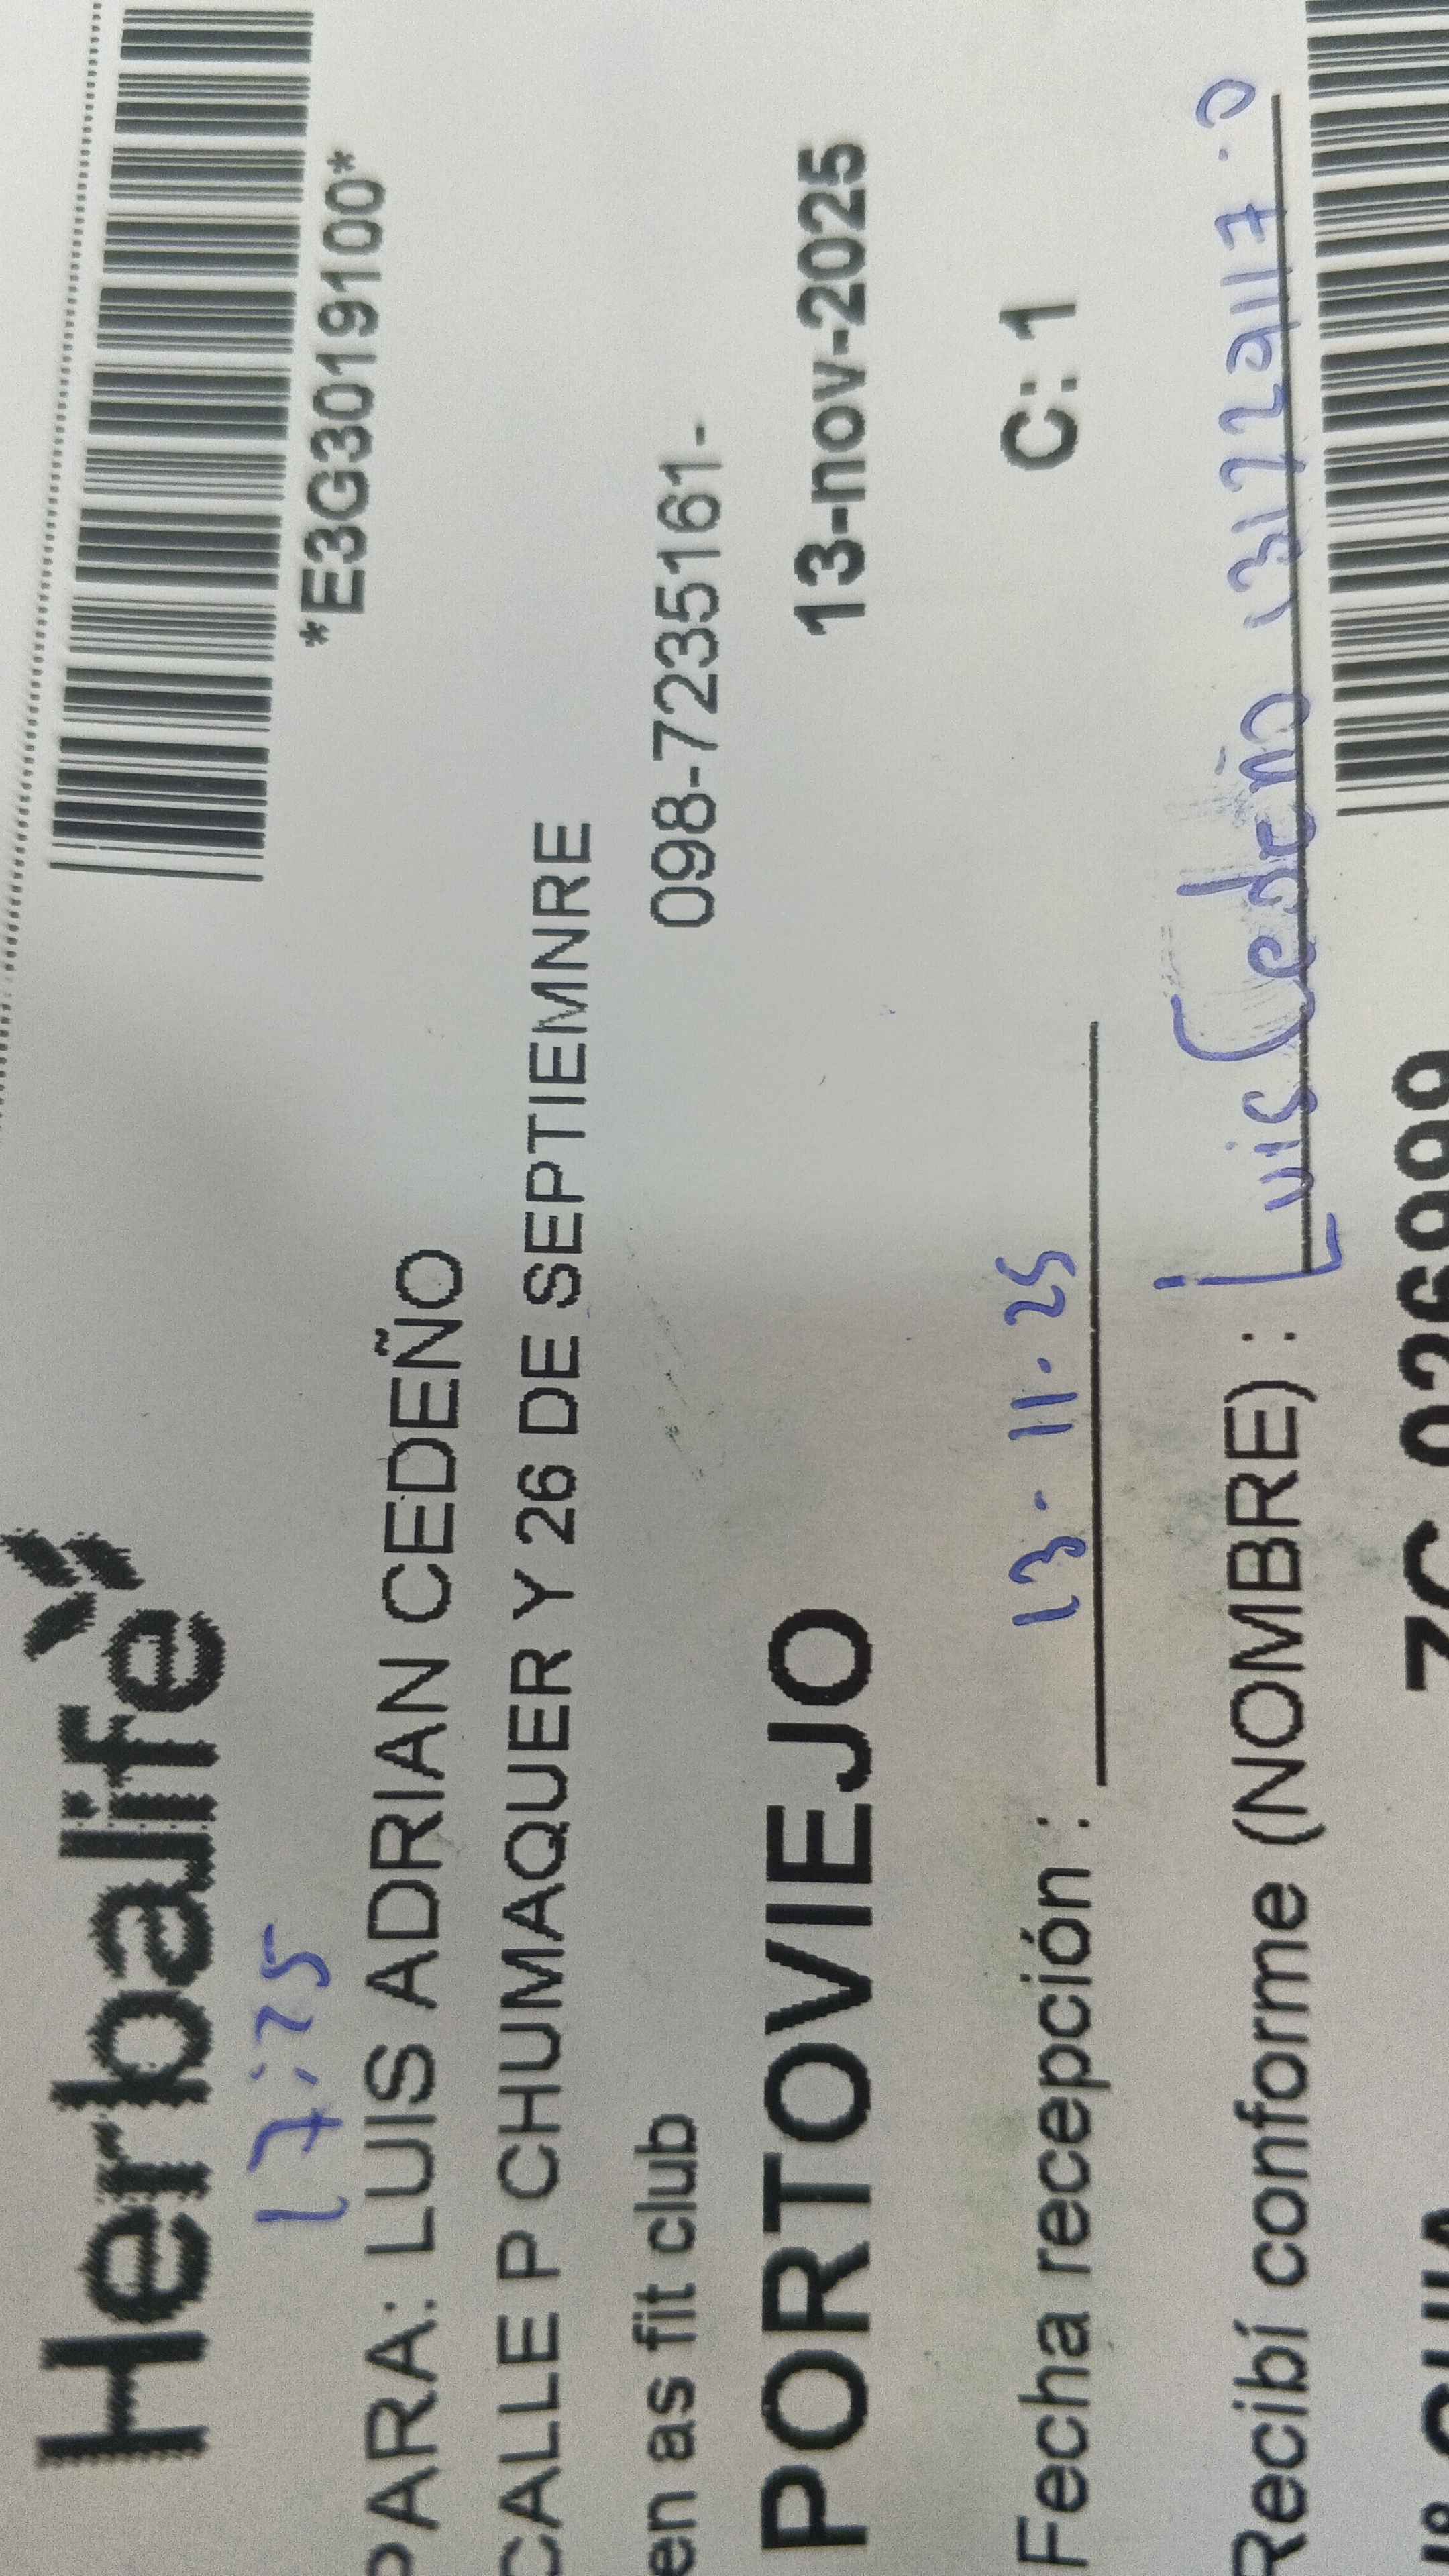 Herbalife
*E3G3019100*
17:25
PARA: LUIS ADRIAN CEDEÑO
CALLE P CHUMAQUER Y 26 DE SEPTIEMNRE
en as fit club 098-7235161-
PORTOVIEJO 13-nov-2025
Fecha recepción : 13.11.25 C: 1
Recibí conforme (NOMBRE) : Luis Cedeño